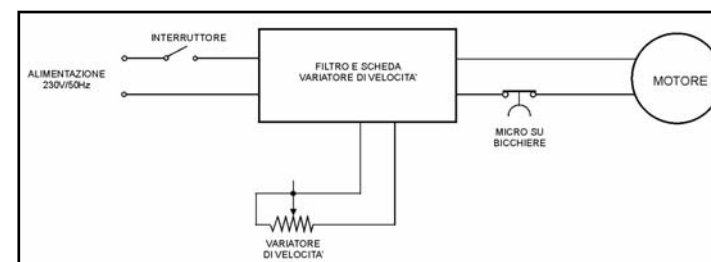 INTERRUTTORE
ALIMENTAZIONE
230V/50Hz
FILTRO E SCHEDA
VARIATORE DI VELOCITA'
MOTORE
MICRO SU
BICCHIERE
VARIATORE
DI VELOCITA'